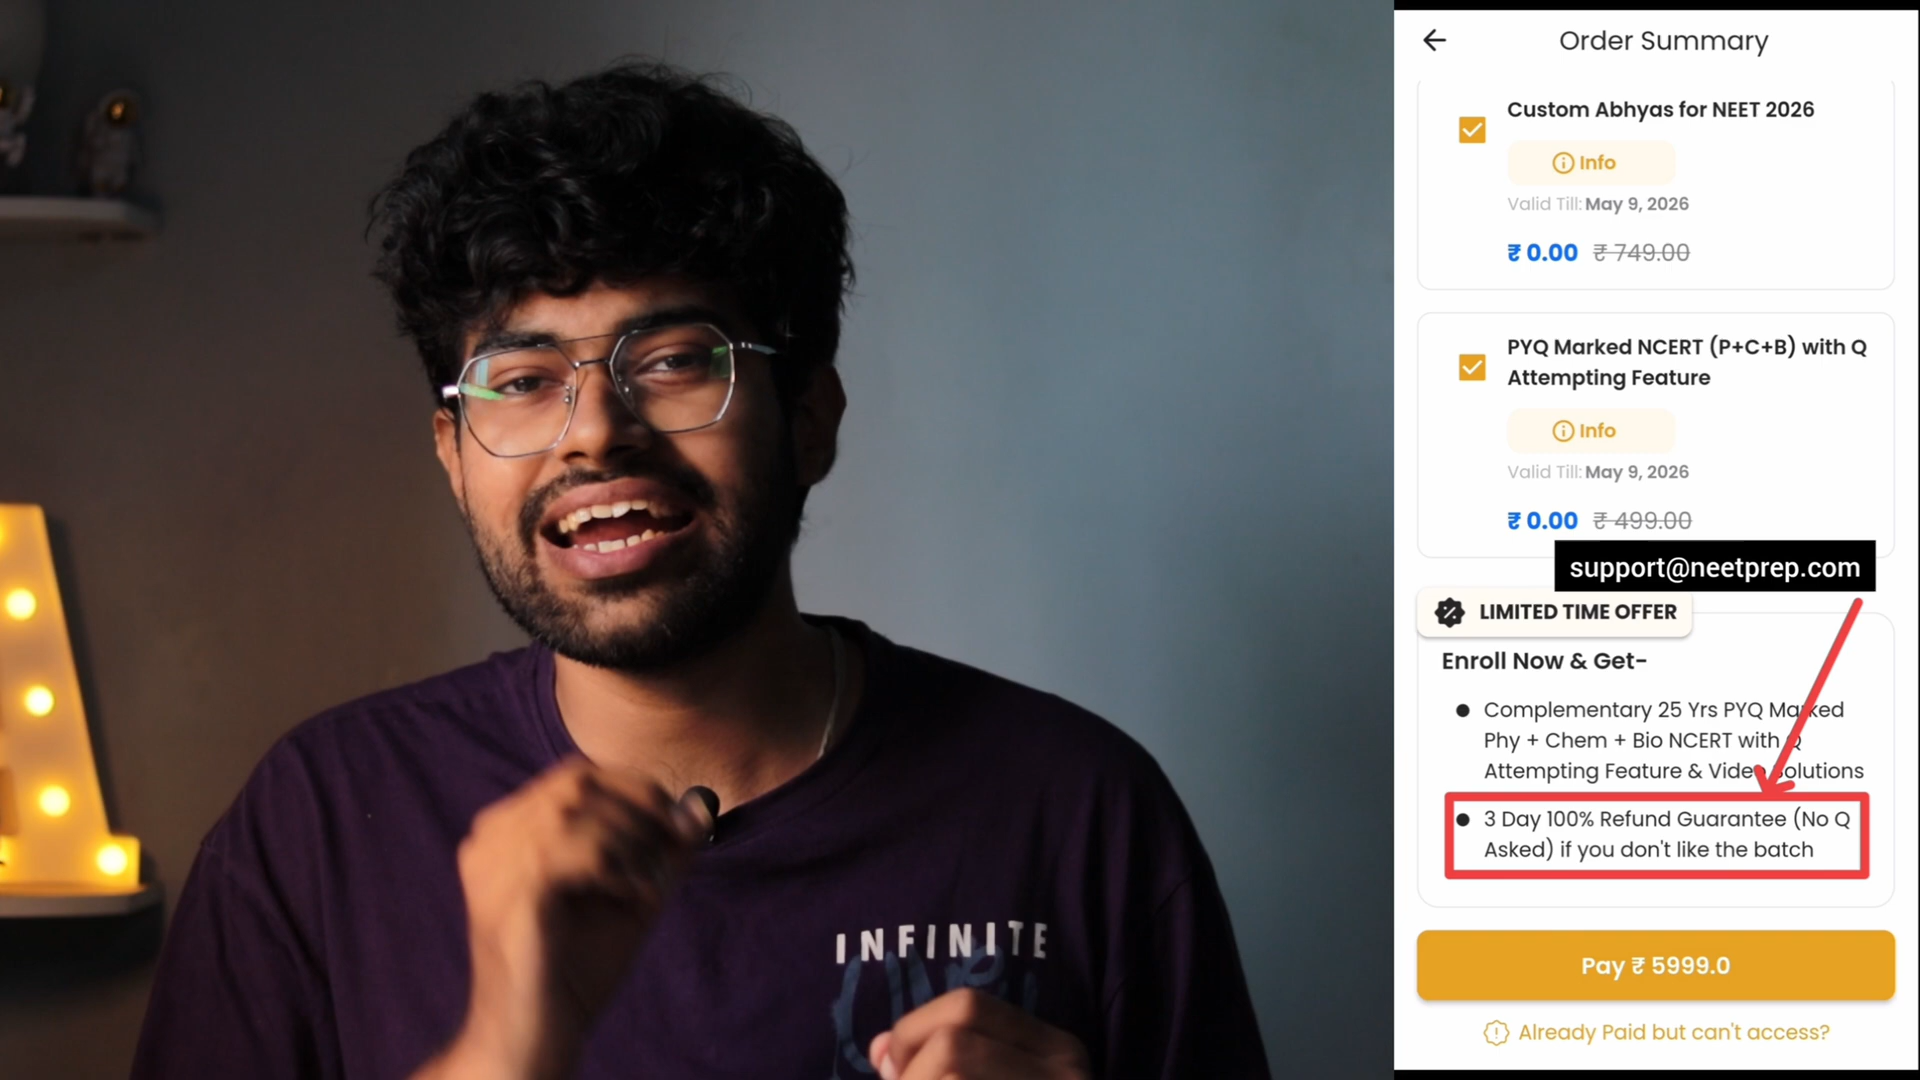 Order Summary
Custom Abhyas for NEET 2026
Info
Valid Till: May 9, 2026
₹ 0.00 ₹ 749.00
PYQ Marked NCERT (P+C+B) with Q
Attempting Feature
Info
Valid Till: May 9, 2026
₹ 0.00 ₹ 499.00
support@neetprep.com
LIMITED TIME OFFER
Enroll Now & Get-
Complementary 25 Yrs PYQ Marked
Phy + Chem + Bio NCERT with Q
Attempting Feature & Video Solutions
3 Day 100% Refund Guarantee (No Q
Asked) if you don't like the batch
Pay ₹ 5999.0
Already Paid but can't access?
INFINITE